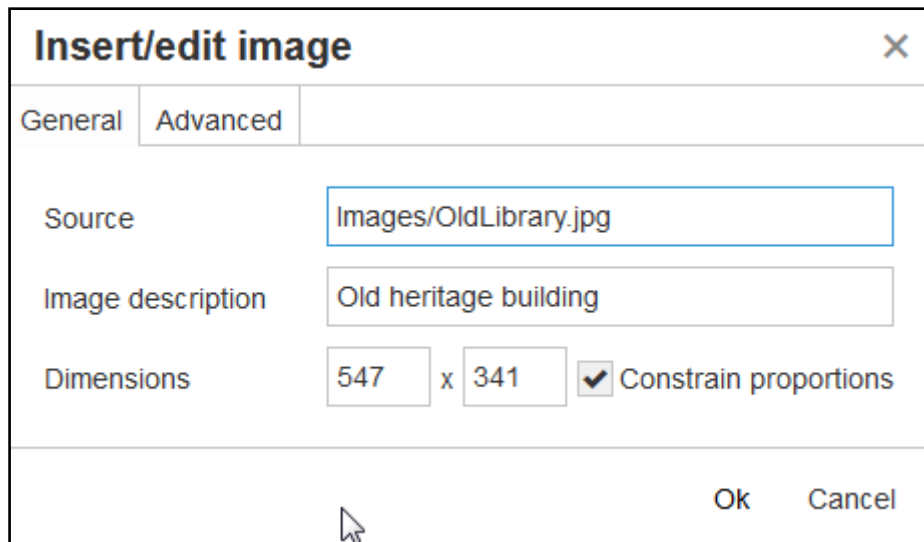 Insert/edit image ×
General Advanced
Source Images/OldLibrary.jpg
Image description Old heritage building
Dimensions 547 x 341 Constrain proportions
Ok Cancel